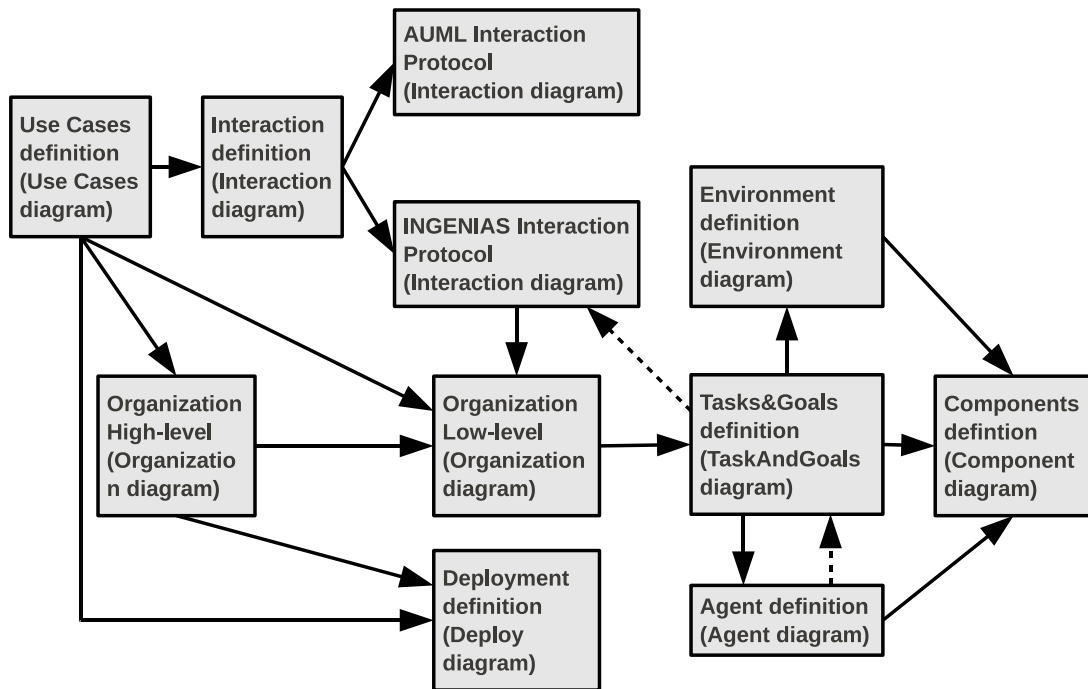 AUML Interaction
Protocol
(Interaction diagram)
Use Cases
definition
(Use Cases
diagram)
Interaction
definition
(Interaction
diagram)
INGENIAS Interaction
Protocol
(Interaction diagram)
Environment
definition
(Environment
diagram)
Organization
High-level
(Organizatio
n diagram)
Organization
Low-level
(Organization
diagram)
Tasks&Goals
definition
(TaskAndGoals
diagram)
Components
defintion
(Component
diagram)
Deployment
definition
(Deploy
diagram)
Agent definition
(Agent diagram)